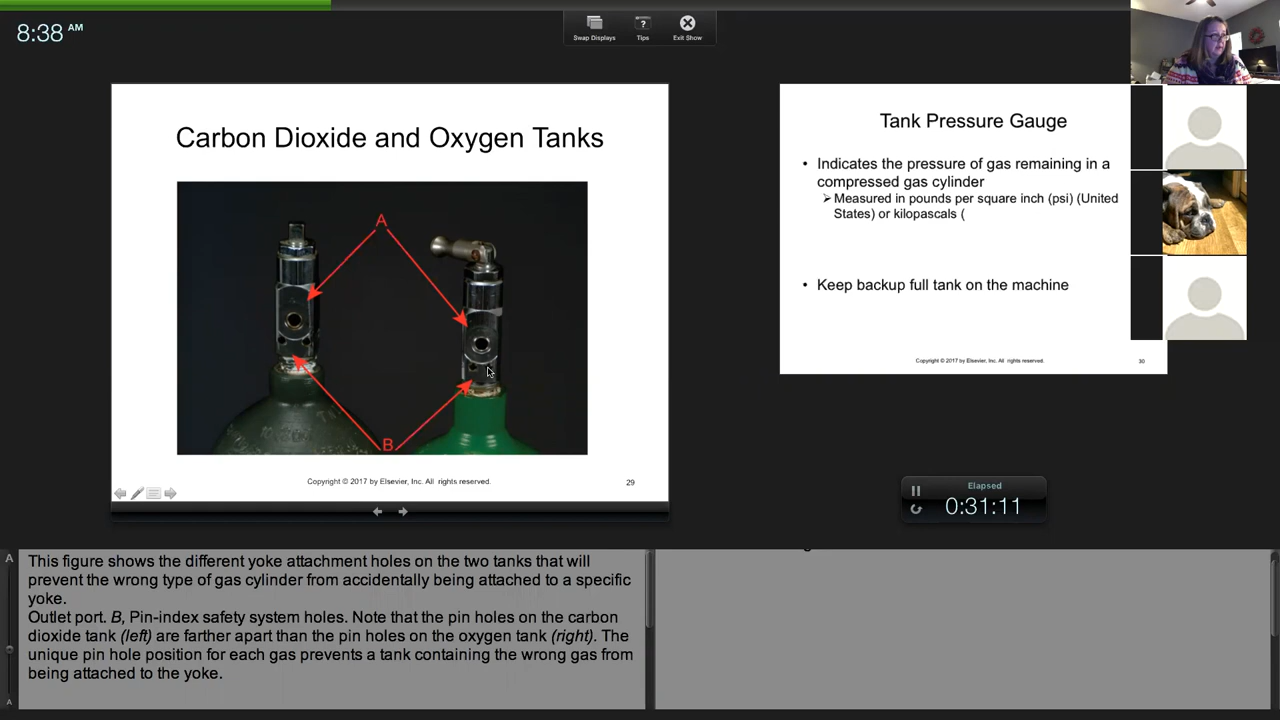 8:38 AM
Swap Displays
Tips
Exit Show
Carbon Dioxide and Oxygen Tanks
A
B
Copyright © 2017 by Elsevier, Inc. All rights reserved.
29
Tank Pressure Gauge
• Indicates the pressure of gas remaining in a
compressed gas cylinder
➢ Measured in pounds per square inch (psi) (United
States) or kilopascals (
• Keep backup full tank on the machine
Copyright © 2017 by Elsevier, Inc. All rights reserved.
30
Elapsed
0:31:11
A
This figure shows the different yoke attachment holes on the two tanks that will
prevent the wrong type of gas cylinder from accidentally being attached to a specific
yoke.
Outlet port. B, Pin-index safety system holes. Note that the pin holes on the carbon
dioxide tank (left) are farther apart than the pin holes on the oxygen tank (right). The
unique pin hole position for each gas prevents a tank containing the wrong gas from
being attached to the yoke.
A